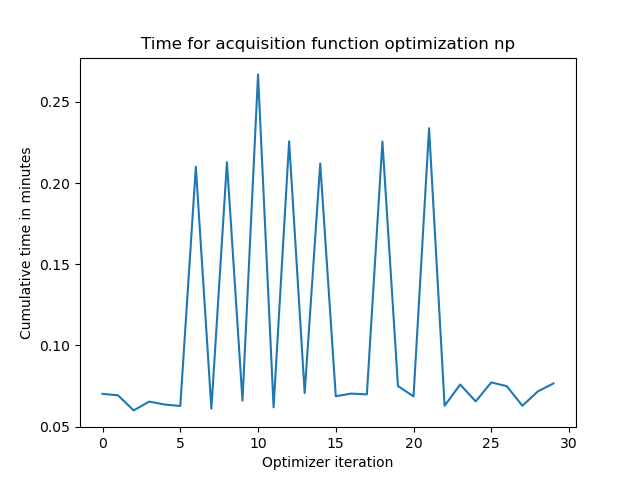 Time for acquisition function optimization np
Cumulative time in minutes
0.25
0.20
0.15
0.10
0.05
0 5 10 15 20 25 30
Optimizer iteration